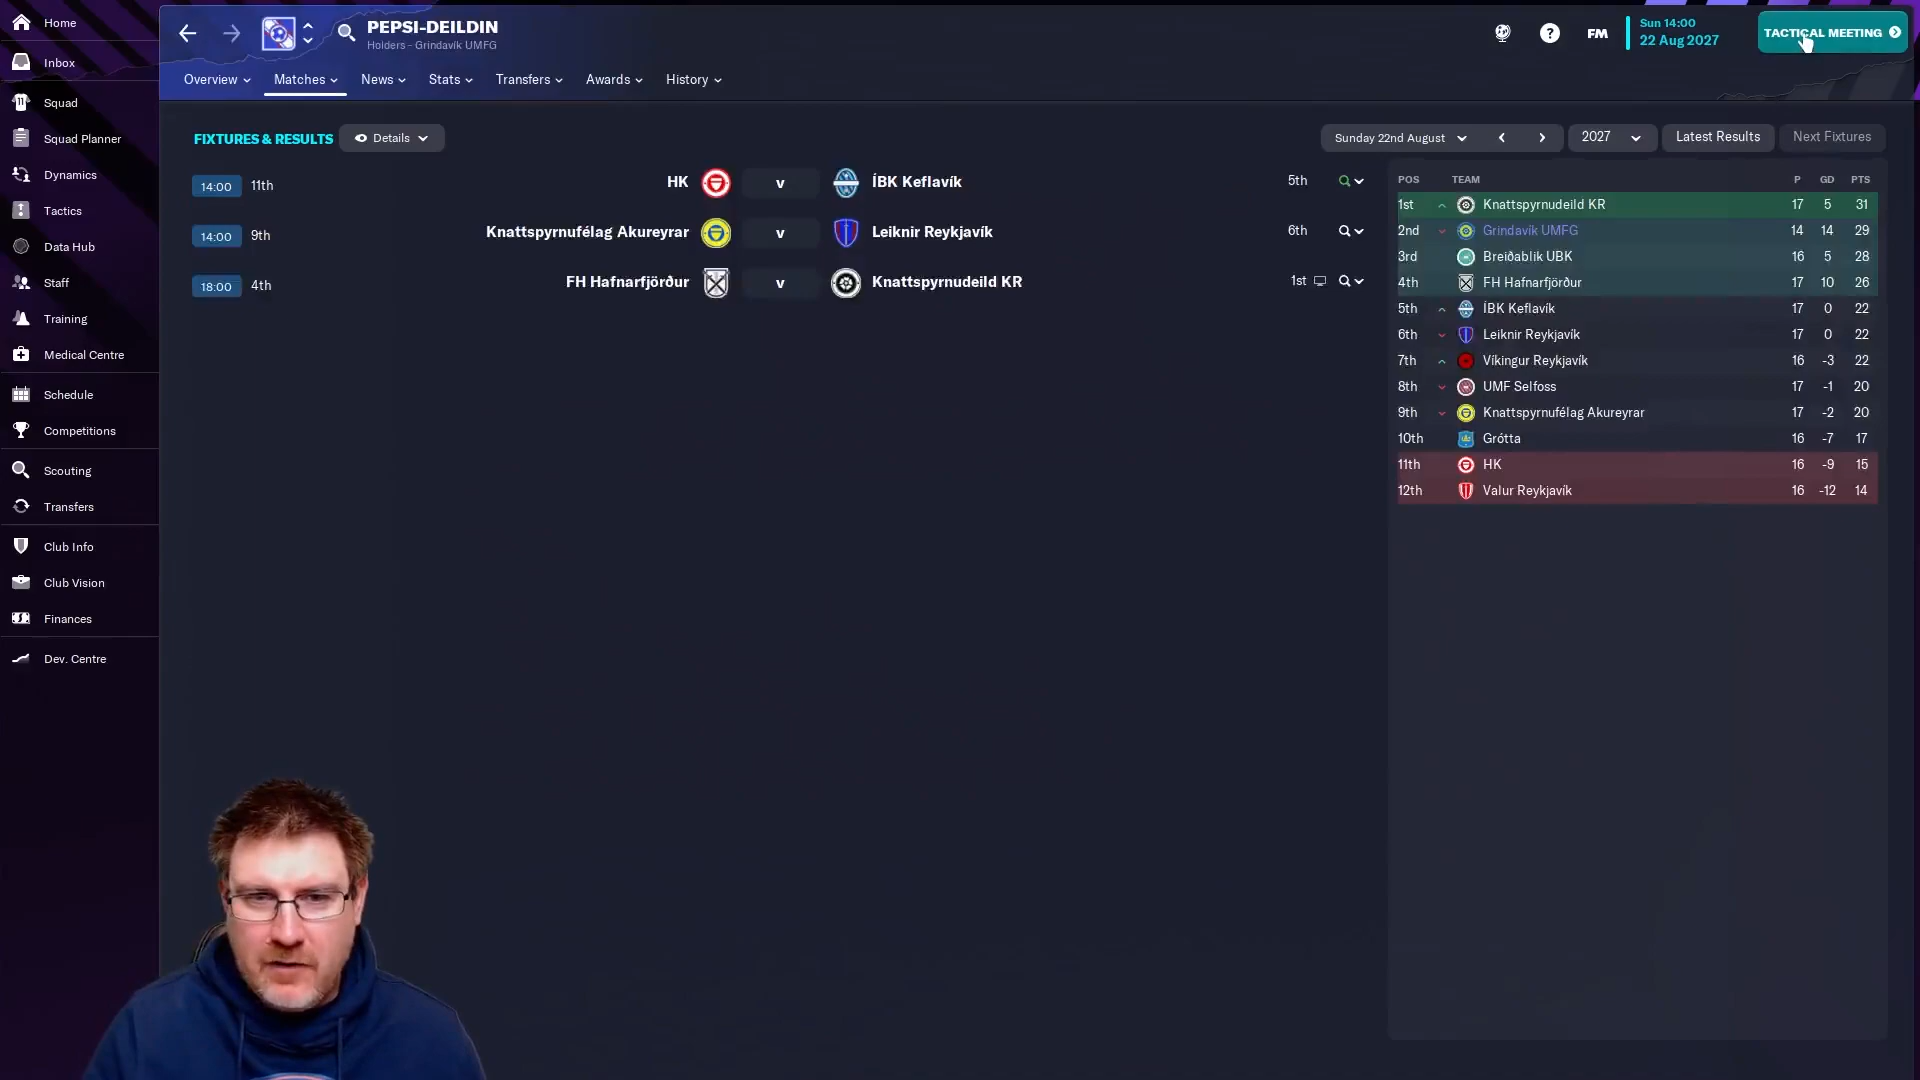 Home
Inbox
Squad
Squad Planner
Dynamics
Tactics
Data Hub
Staff
Training
Medical Centre
Schedule
Competitions
Scouting
Transfers
Club Info
Club Vision
Finances
Dev. Centre
PEPSI-DEILDIN
Holders - Grindavík UMFG
FM
Sun 14:00
22 Aug 2027
TACTICAL MEETING
Overview Matches News Stats Transfers Awards History
FIXTURES & RESULTS Details
Sunday 22nd August 2027 Latest Results Next Fixtures
14:00 11th HK v ÍBK Keflavík 5th
14:00 9th Knattspyrnufélag Akureyrar v Leiknir Reykjavík 6th
18:00 4th FH Hafnarfjörður v Knattspyrnudeild KR 1st
POS TEAM P GD PTS
1st Knattspyrnudeild KR 17 5 31
2nd Grindavík UMFG 14 14 29
3rd Breiðablik UBK 16 5 28
4th FH Hafnarfjörður 17 10 26
5th ÍBK Keflavík 17 0 22
6th Leiknir Reykjavík 17 0 22
7th Víkingur Reykjavík 16 -3 22
8th UMF Selfoss 17 -1 20
9th Knattspyrnufélag Akureyrar 17 -2 20
10th Grótta 16 -7 17
11th HK 16 -9 15
12th Valur Reykjavík 16 -12 14